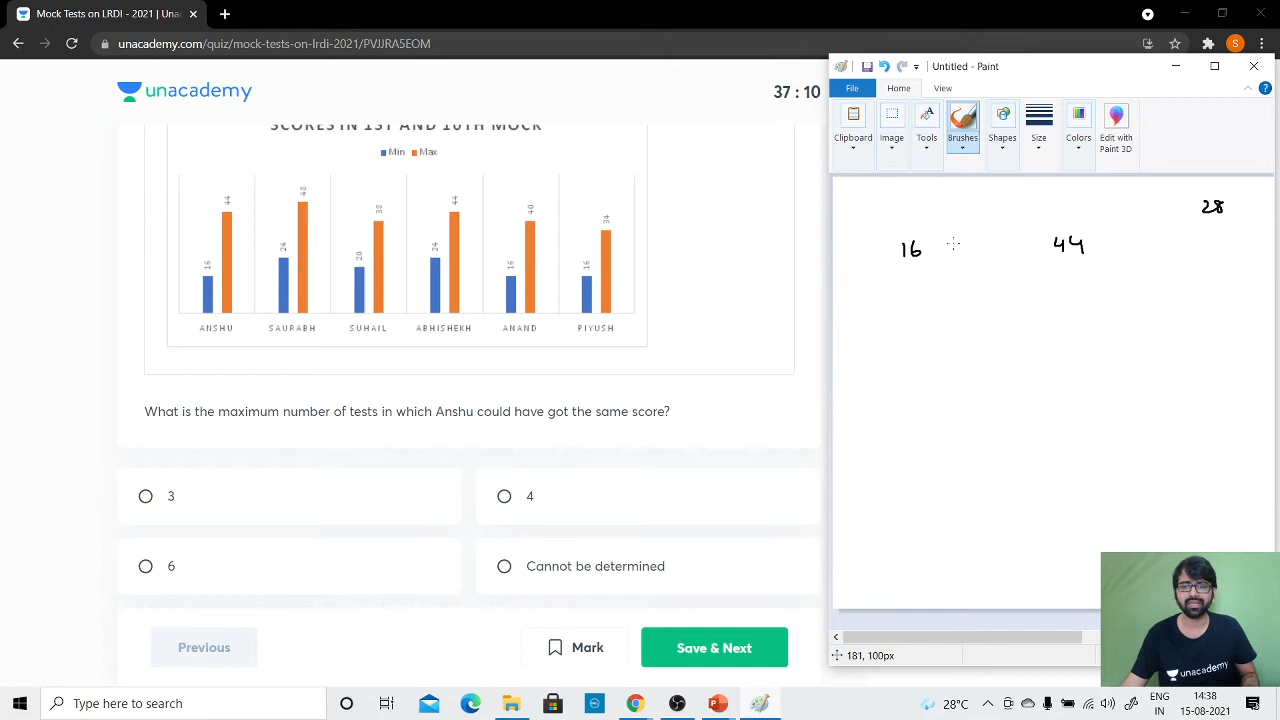 Mock Tests on LRDI - 2021 | Una
unacademy.com/quiz/mock-tests-on-lrdi-2021/PVJJRA5EOM
S
unacademy
37 : 10
SCORES IN 1ST AND 10TH MOCK
Min Max
16 44 24 48 20 38 24 44 16 40 16 34
ANSHU SAURABH SUHAIL ABHISHEKH ANAND PIYUSH
What is the maximum number of tests in which Anshu could have got the same score?
3
4
6
Cannot be determined
Previous
Mark
Save & Next
Untitled - Paint
File Home View
Clipboard Image Tools Brushes Shapes Size Colors Edit with Paint 3D
28
16 44
181, 100px
unacademy
Type here to search
28°C
ENG
IN
14:38
15-08-2021